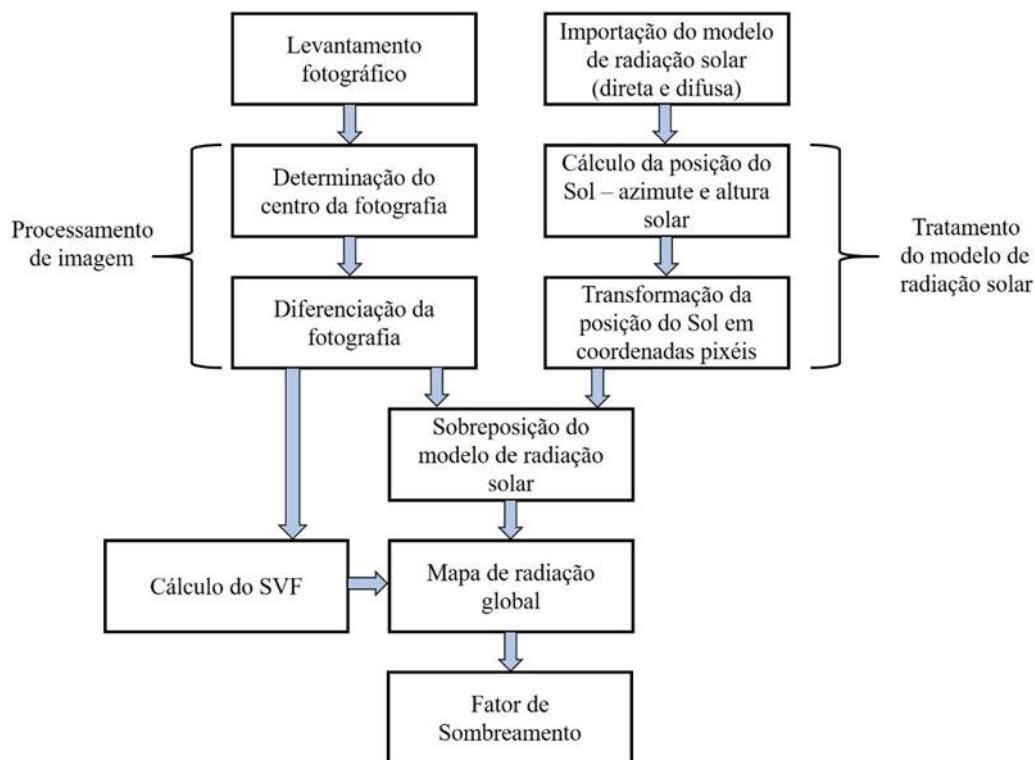 Levantamento
fotográfico
Importação do modelo
de radiação solar
(direta e difusa)
Processamento
de imagem
Determinação do
centro da fotografia
Cálculo da posição do
Sol – azimute e altura
solar
Tratamento
do modelo de
radiação solar
Diferenciação da
fotografia
Transformação da
posição do Sol em
coordenadas pixéis
Sobreposição do
modelo de radiação
solar
Cálculo do SVF
Mapa de radiação
global
Fator de
Sombreamento